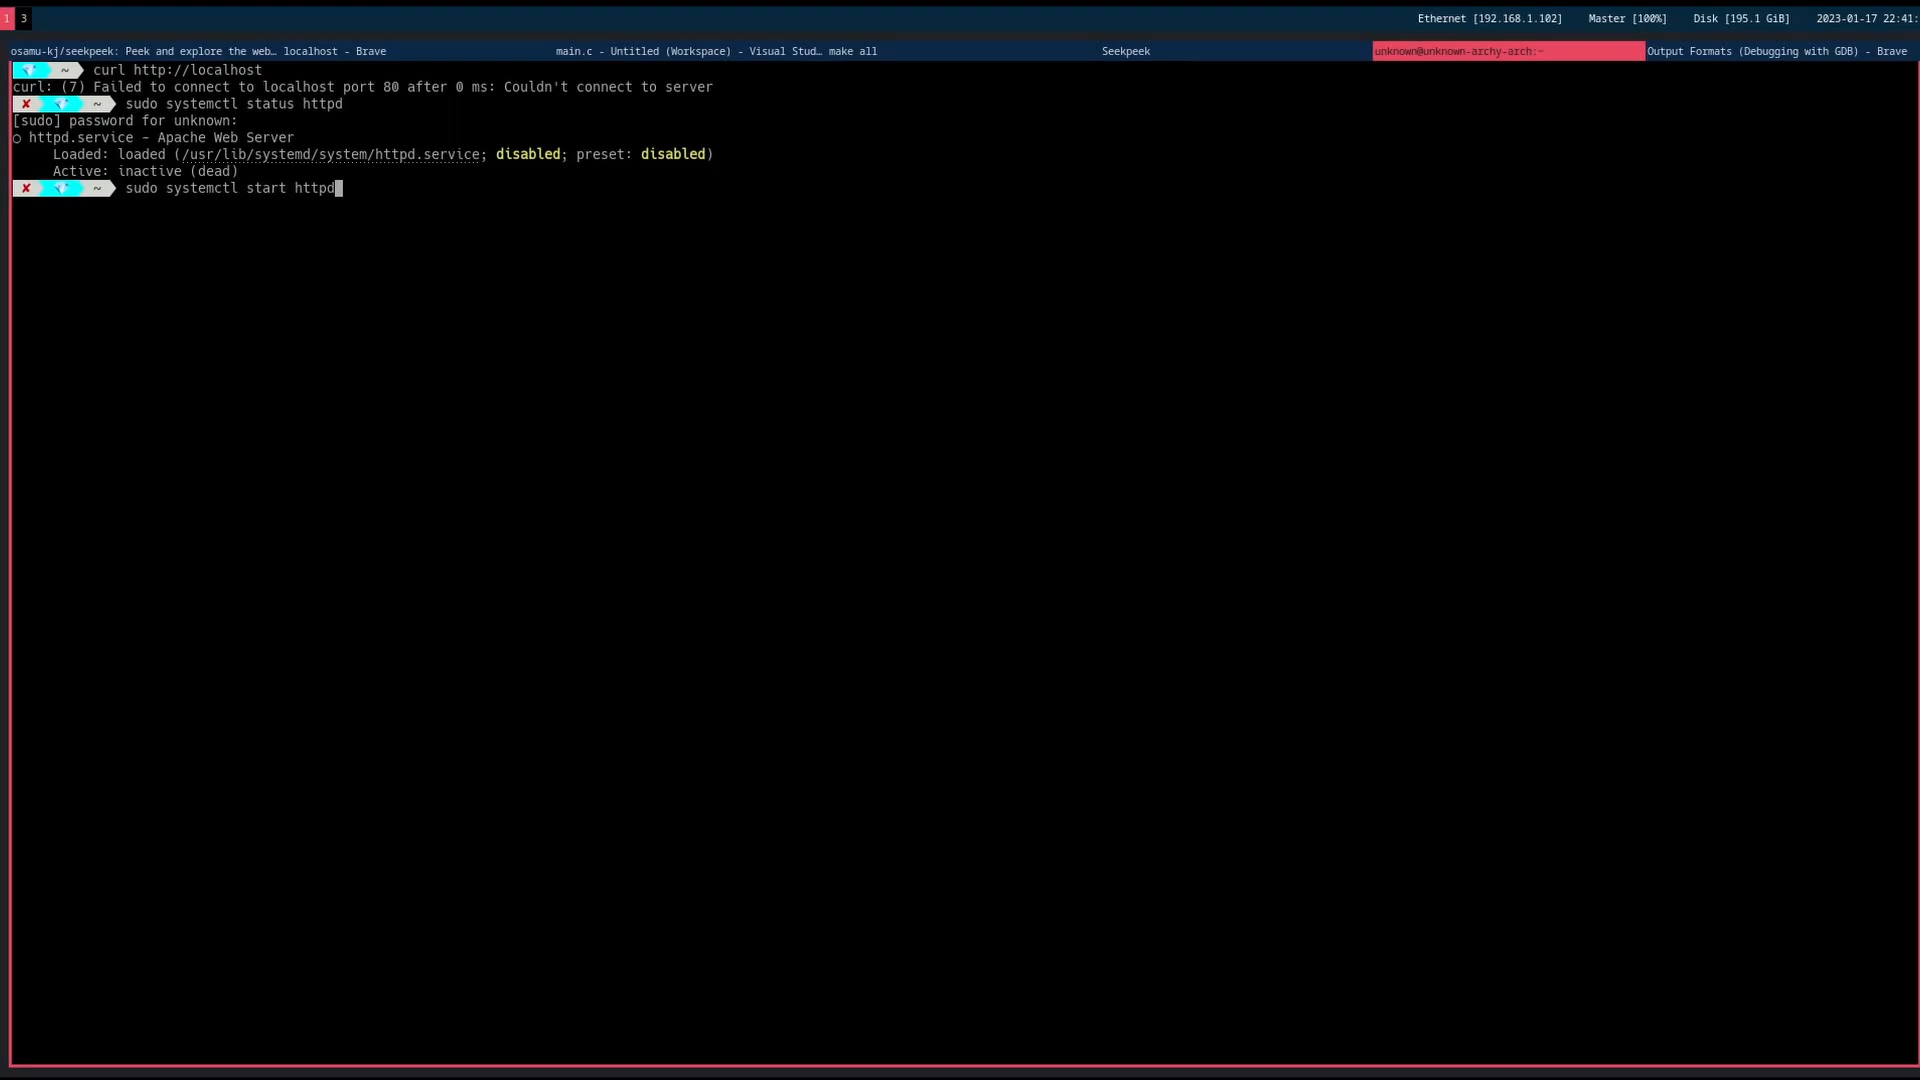 1 3 Ethernet [192.168.1.102] Master [100%] Disk [195.1 GiB] 2023-01-17 22:41:
osamu-kj/seekpeek: Peek and explore the web… localhost - Brave main.c - Untitled (Workspace) - Visual Stud… make all Seekpeek unknown@unknown-archy-arch:~ Output Formats (Debugging with GDB) - Brave
~ curl http://localhost
curl: (7) Failed to connect to localhost port 80 after 0 ms: Couldn't connect to server
✘ ~ sudo systemctl status httpd
[sudo] password for unknown:
○ httpd.service - Apache Web Server
Loaded: loaded (/usr/lib/systemd/system/httpd.service; disabled; preset: disabled)
Active: inactive (dead)
✘ ~ sudo systemctl start httpd